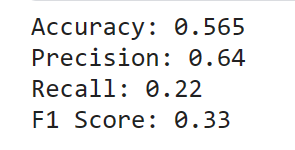 Accuracy: 0.565
Precision: 0.64
Recall: 0.22
F1 Score: 0.33